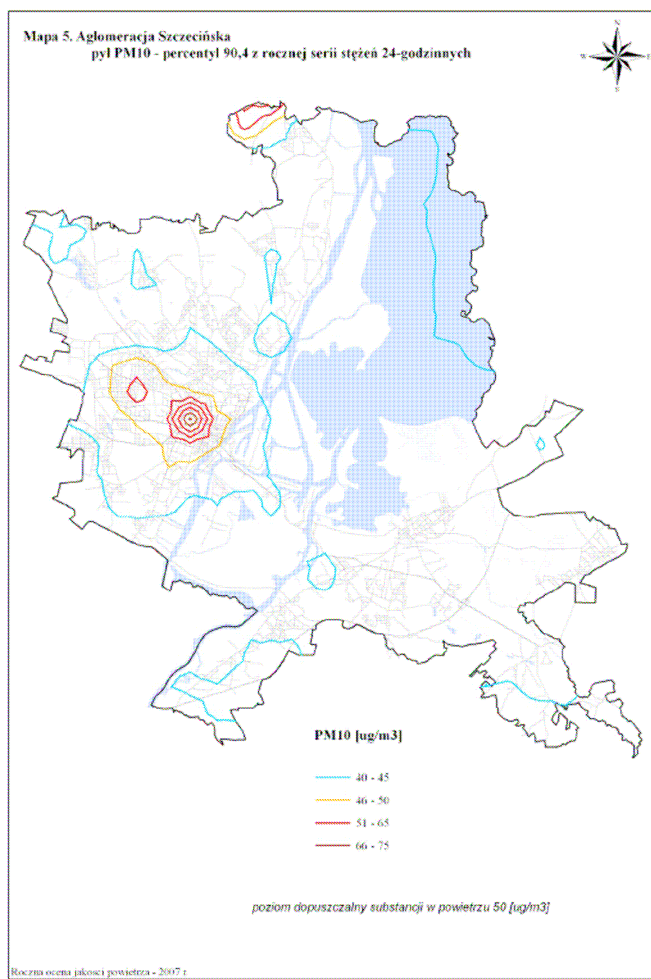 Mapa 5. Aglomeracja Szczecińska
pył PM10 - percentyl 90,4 z rocznej serii stężeń 24-godzinnych
N
W
E
S
PM10 [ug/m3]
40 - 45
46 - 50
51 - 65
66 - 75
poziom dopuszczalny substancji w powietrzu 50 [ug/m3]
Roczna ocena jakości powietrza - 2007 r